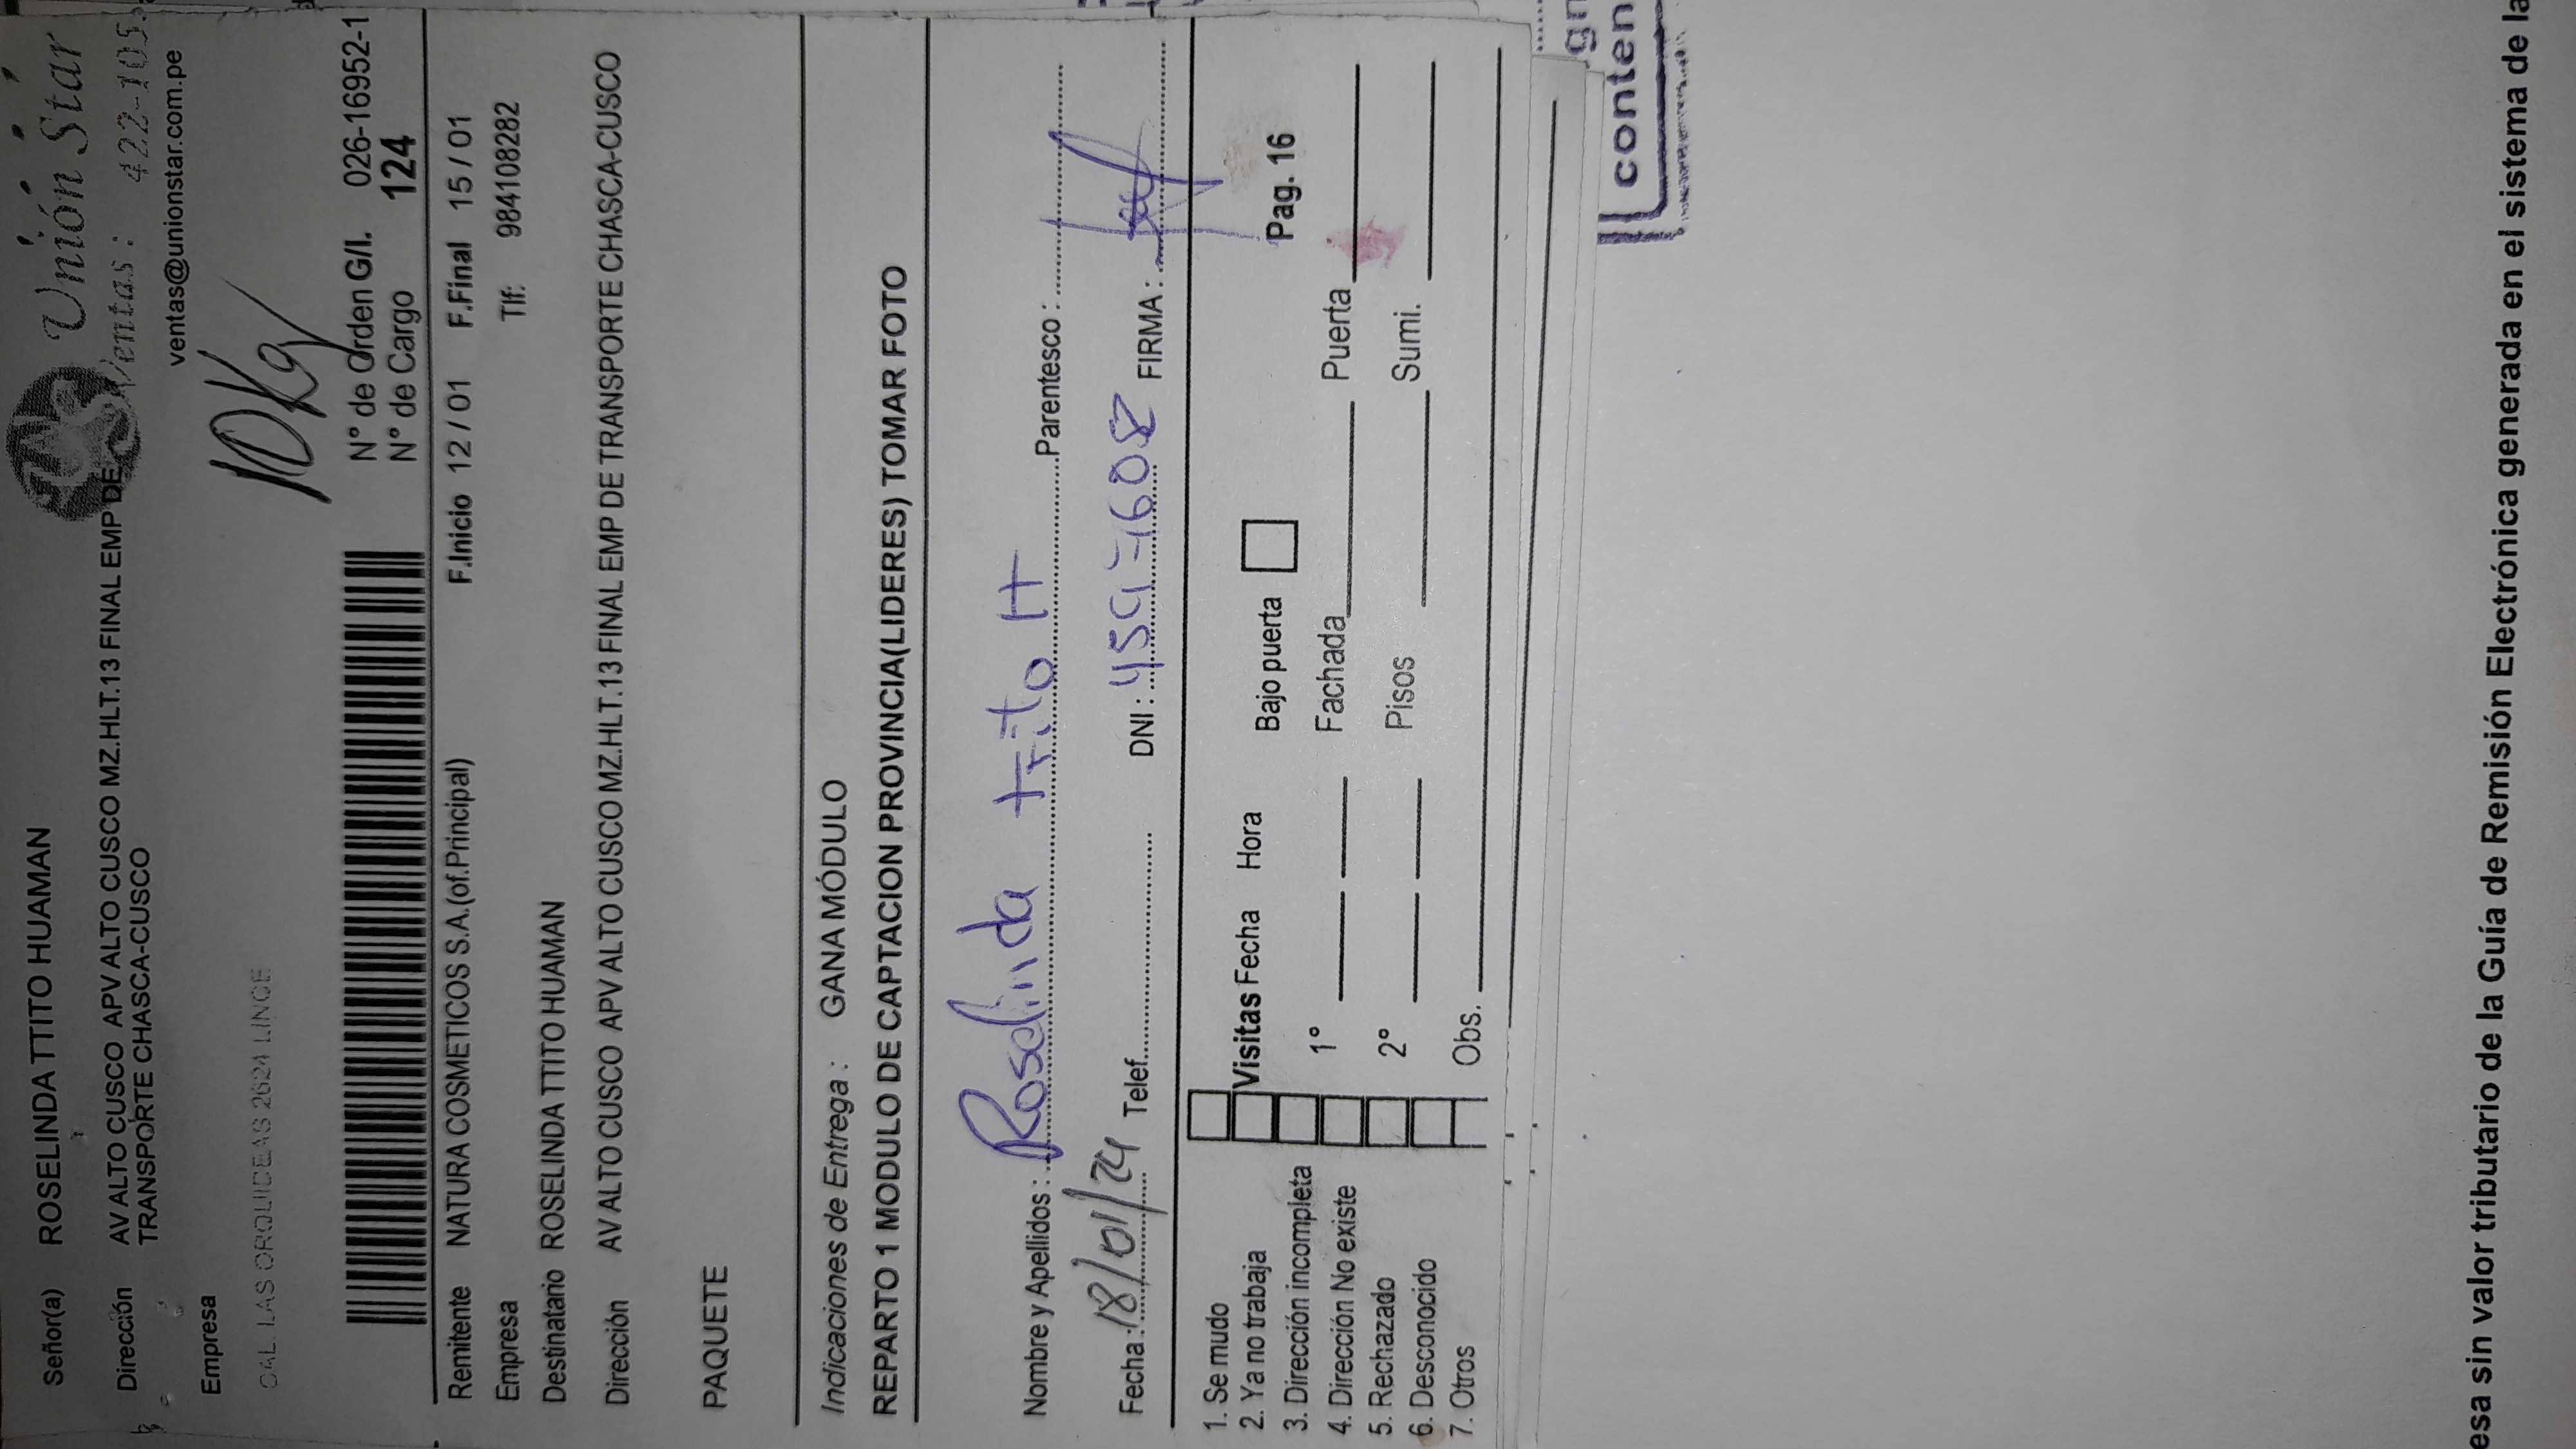 Unión Star
Señor(a) ROSELINDA TTITO HUAMAN
Ventas: 422-105
Dirección AV ALTO CUSCO APV ALTO CUSCO MZ.HLT.13 FINAL EMP DE
TRANSPORTE CHASCA-CUSCO
ventas@unionstar.com.pe
Empresa
CAL. LAS ORQUIDEAS 2624 LINCE
10Kg
N° de Orden G/I. 026-16952-1
N° de Cargo 124
Remitente NATURA COSMETICOS S.A.(of.Principal) F.Inicio 12 / 01 F.Final 15 / 01
Empresa Tlf: 984108282
Destinatario ROSELINDA TTITO HUAMAN
Dirección AV ALTO CUSCO APV ALTO CUSCO MZ.HLT.13 FINAL EMP DE TRANSPORTE CHASCA-CUSCO
PAQUETE
Indicaciones de Entrega : GANA MÓDULO
REPARTO 1 MODULO DE CAPTACION PROVINCIA(LIDERES) TOMAR FOTO
Nombre y Apellidos : Roselinda ttito H Parentesco :
Fecha : 18/01/24 Telef. DNI : 45976608 FIRMA :
1. Se mudo
2. Ya no trabaja Visitas Fecha Hora Bajo puerta Pag. 16
3. Dirección incompleta
4. Dirección No existe 1° Fachada Puerta
5. Rechazado 2° Pisos Sumi.
6. Desconocido
7. Otros Obs.
conten
esa sin valor tributario de la Guía de Remisión Electrónica generada en el sistema de la